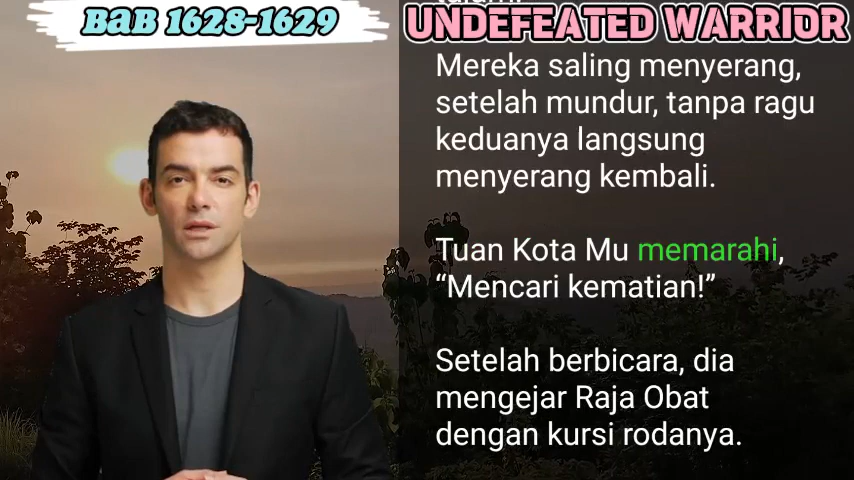 BaB 1628-1629
UNDEFEATED WARRIOR
Mereka saling menyerang,
setelah mundur, tanpa ragu
keduanya langsung
menyerang kembali.
Tuan Kota Mu memarahi,
“Mencari kematian!”
Setelah berbicara, dia
mengejar Raja Obat
dengan kursi rodanya.